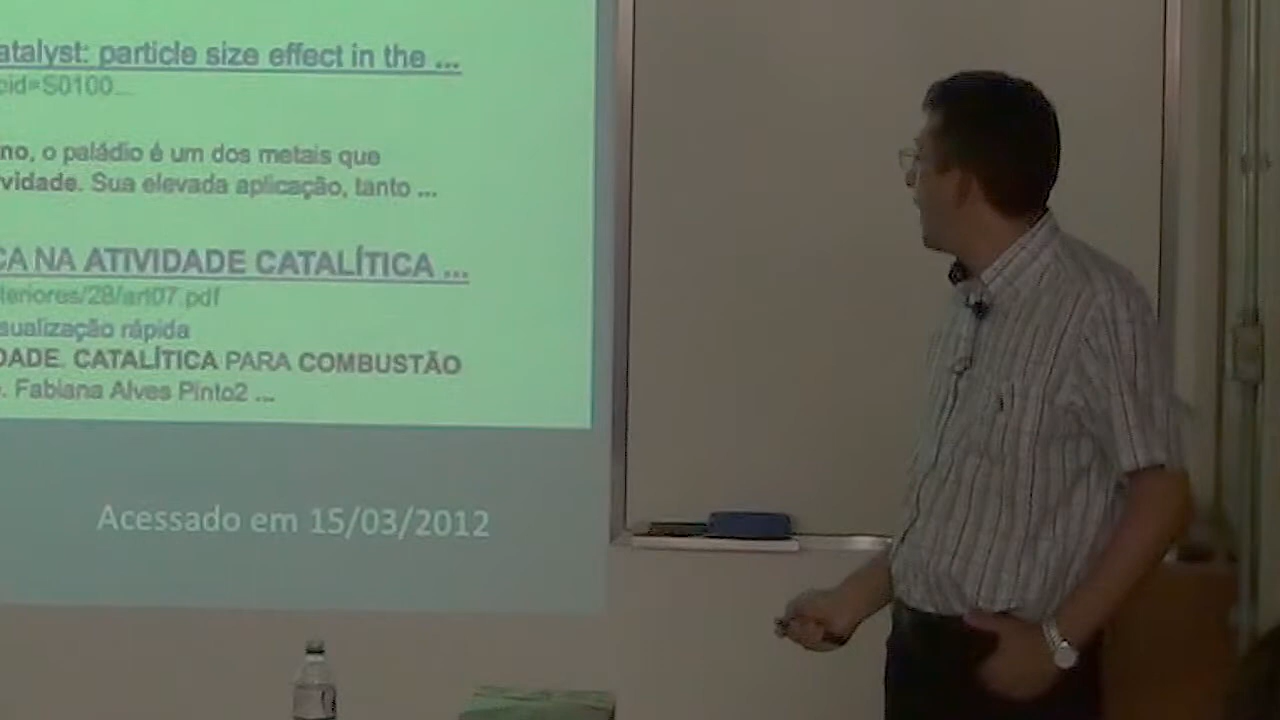 atalyst: particle size effect in the ...
pid=S0100...
no, o paládio é um dos metais que
vidade. Sua elevada aplicação, tanto ...
CA NA ATIVIDADE CATALÍTICA ...
teriores/28/art07.pdf
sualização rápida
DADE CATALÍTICA PARA COMBUSTÃO
. Fabiana Alves Pinto2 ...
Acessado em 15/03/2012